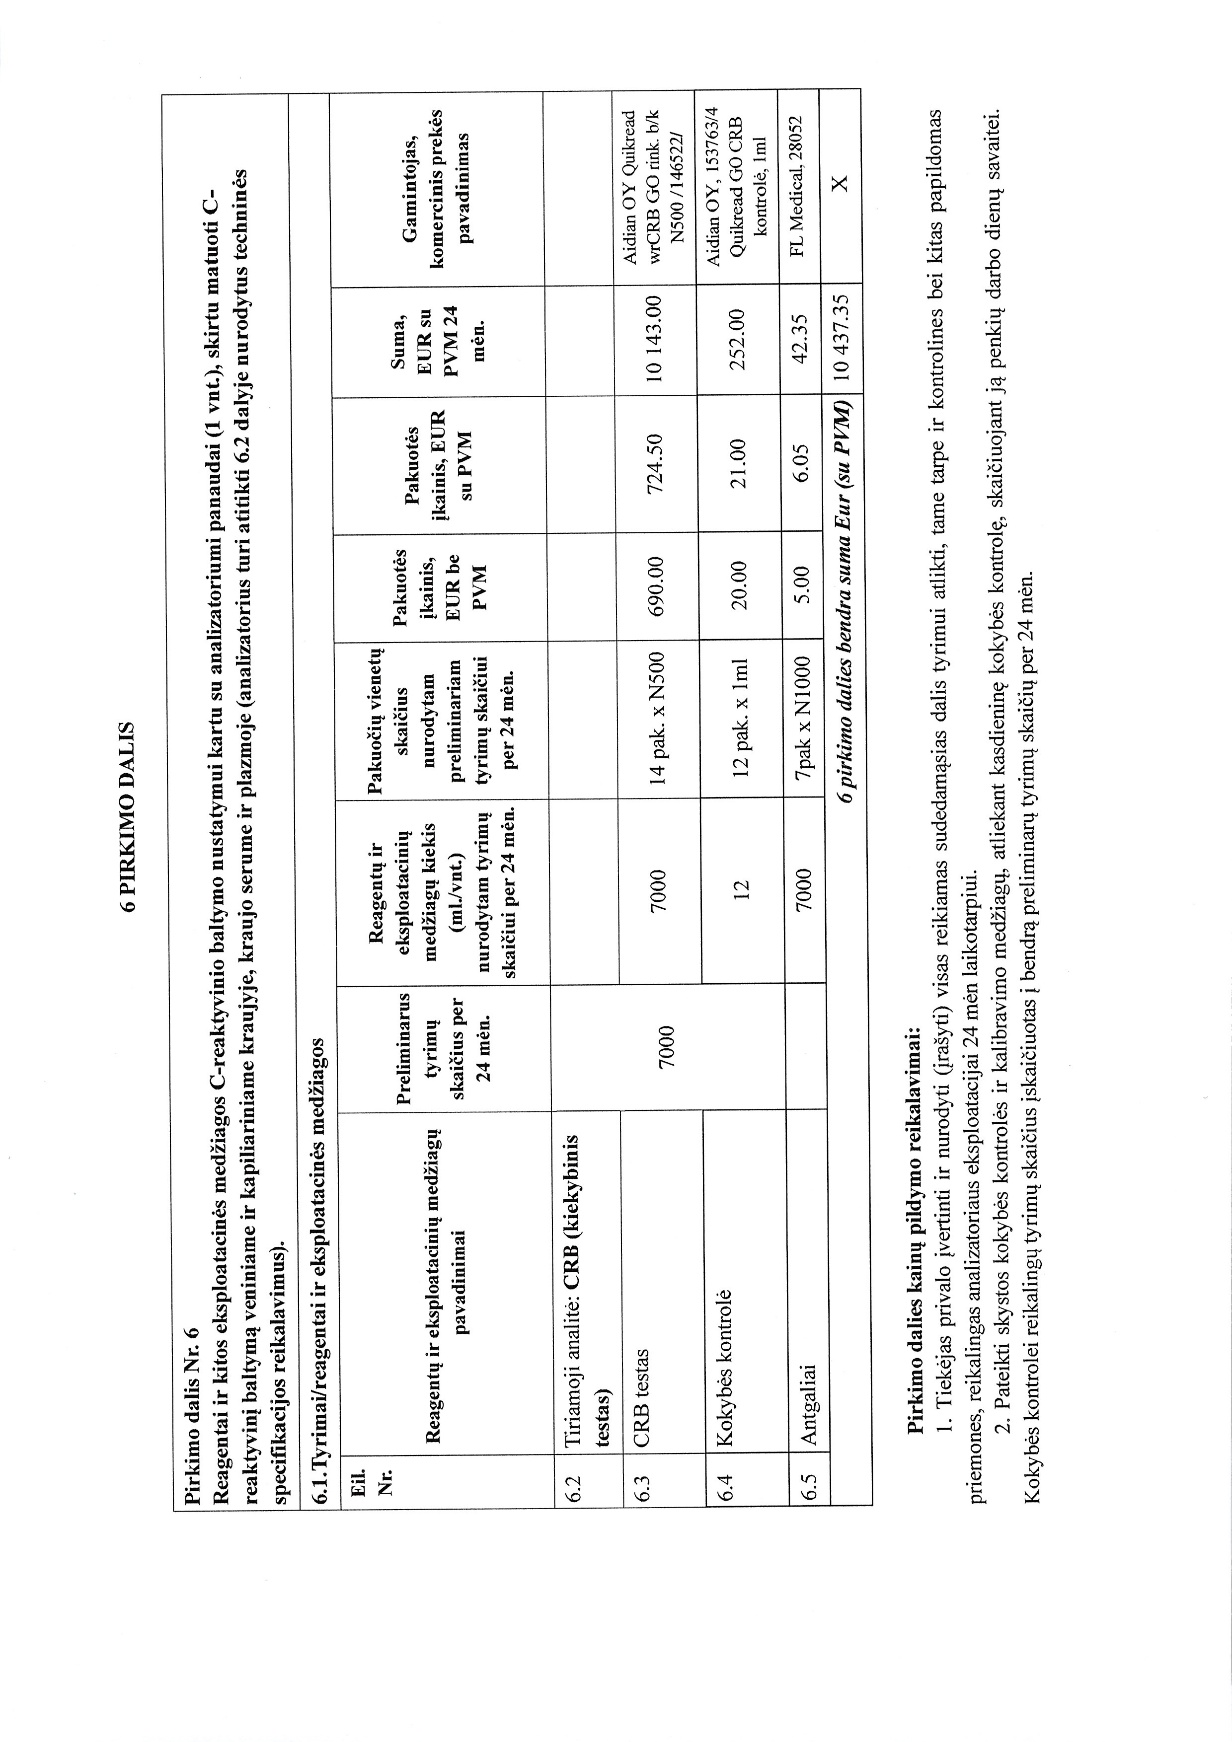 6 PIRKIMO DALIS
Pirkimo dalis Nr. 6
Reagentai ir kitos eksploatacinės medžiagos C-reaktyvinio baltymo nustatymui kartu su analizatoriumi panaudai (1 vnt.), skirtu matuoti C-
reaktyvinį baltymą veniniame ir kapiliariniame kraujyje, kraujo serume ir plazmoje (analizatorius turi atitikti 6.2 dalyje nurodytus techninės
specifikacijos reikalavimus).
6.1.Tyrimai/reagentai ir eksploatacinės medžiagos
Eil.
Nr.
Reagentų ir eksploatacinių medžiagų
pavadinimai
Preliminarus
tyrimų
skaičius per
24 mėn.
Reagentų ir
eksploatacinių
medžiagų kiekis
(ml./vnt.)
nurodytam tyrimų
skaičiui per 24 mėn.
Pakuočių vienetų
skaičius
nurodytam
preliminariam
tyrimų skaičiui
per 24 mėn.
Pakuotės
įkainis,
EUR be
PVM
Pakuotės
įkainis, EUR
su PVM
Suma,
EUR su
PVM 24
mėn.
Gamintojas,
komercinis prekės
pavadinimas
6.2
Tiriamoji analitė: CRB (kiekybinis
testas)
7000
6.3
CRB testas
7000
14 pak. x N500
690.00
724.50
10 143.00
Aidian OY Quikread
wrCRB GO rink. b/k
N500 /146522/
6.4
Kokybės kontrolė
12
12 pak. x 1ml
20.00
21.00
252.00
Aidian OY, 153763/4
Quikread GO CRB
kontrolė, 1ml
6.5
Antgaliai
7000
7pak x N1000
5.00
6.05
42.35
FL Medical, 28052
6 pirkimo dalies bendra suma Eur (su PVM)
10 437.35
X
Pirkimo dalies kainų pildymo reikalavimai:
1. Tiekėjas privalo įvertinti ir nurodyti (įrašyti) visas reikiamas sudedamąsias dalis tyrimui atlikti, tame tarpe ir kontrolines bei kitas papildomas
priemones, reikalingas analizatoriaus eksploatacijai 24 mėn laikotarpiui.
2. Pateikti skystos kokybės kontrolės ir kalibravimo medžiagų, atliekant kasdieninę kokybės kontrolę, skaičiuojant ją penkių darbo dienų savaitei.
Kokybės kontrolei reikalingų tyrimų skaičius įskaičiuotas į bendrą preliminarų tyrimų skaičių per 24 mėn.